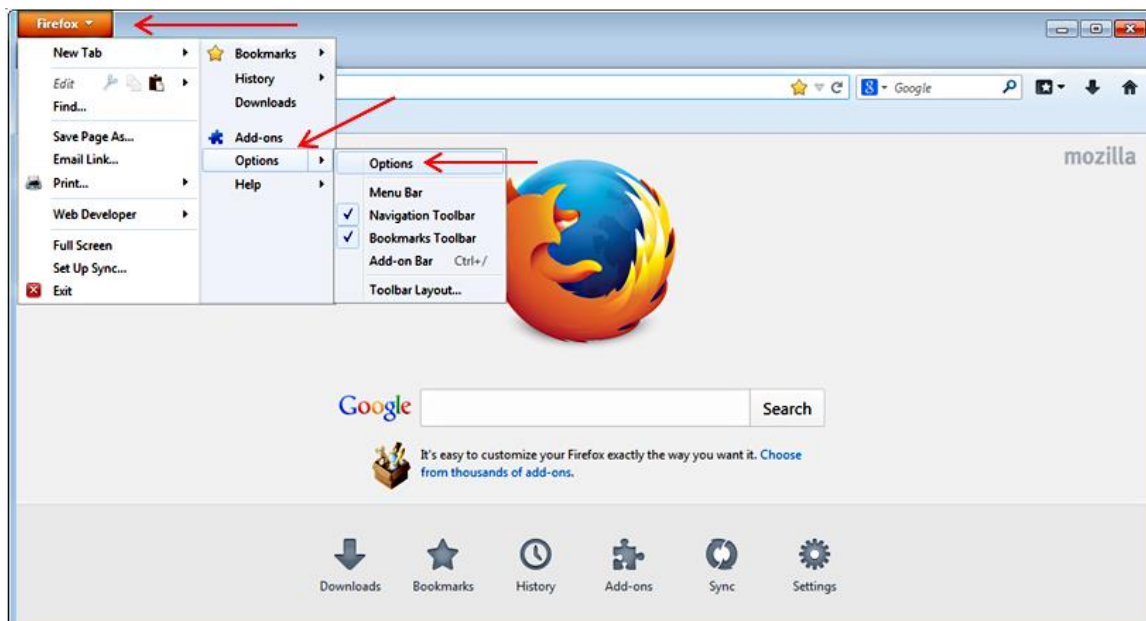 Firefox
New Tab
Edit
Find...
Save Page As...
Email Link...
Print...
Web Developer
Full Screen
Set Up Sync...
Exit
Bookmarks
History
Downloads
Add-ons
Options
Help
Options
Menu Bar
Navigation Toolbar
Bookmarks Toolbar
Add-on Bar Ctrl+/
Toolbar Layout...
8 Google
mozilla
Google
Search
It's easy to customize your Firefox exactly the way you want it. Choose
from thousands of add-ons.
Downloads Bookmarks History Add-ons Sync Settings